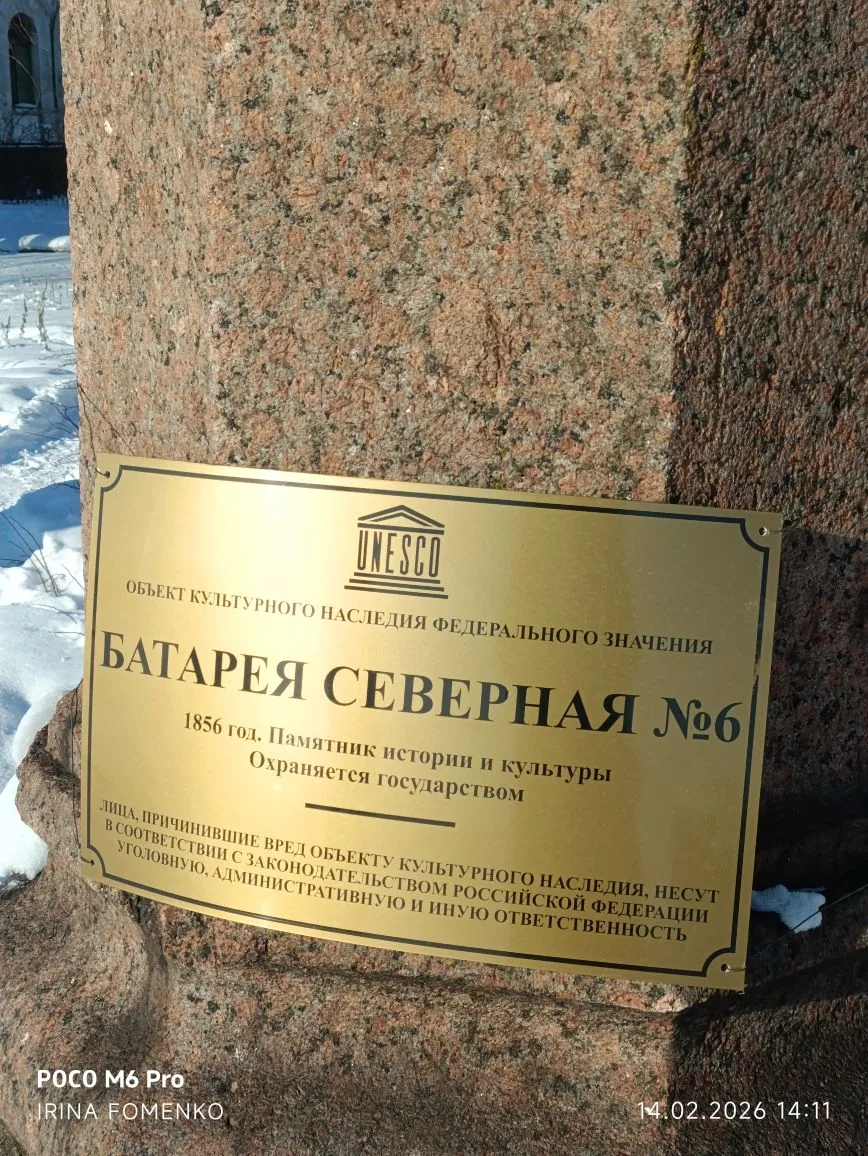 UNESCO
ОБЪЕКТ КУЛЬТУРНОГО НАСЛЕДИЯ ФЕДЕРАЛЬНОГО ЗНАЧЕНИЯ
БАТАРЕЯ СЕВЕРНАЯ №6
1856 год. Памятник истории и культуры
Охраняется государством
ЛИЦА, ПРИЧИНИВШИЕ ВРЕД ОБЪЕКТУ КУЛЬТУРНОГО НАСЛЕДИЯ, НЕСУТ
В СООТВЕТСТВИИ С ЗАКОНОДАТЕЛЬСТВОМ РОССИЙСКОЙ ФЕДЕРАЦИИ
УГОЛОВНУЮ, АДМИНИСТРАТИВНУЮ И ИНУЮ ОТВЕТСТВЕННОСТЬ
POCO M6 Pro
IRINA FOMENKO
14.02.2026 14:11